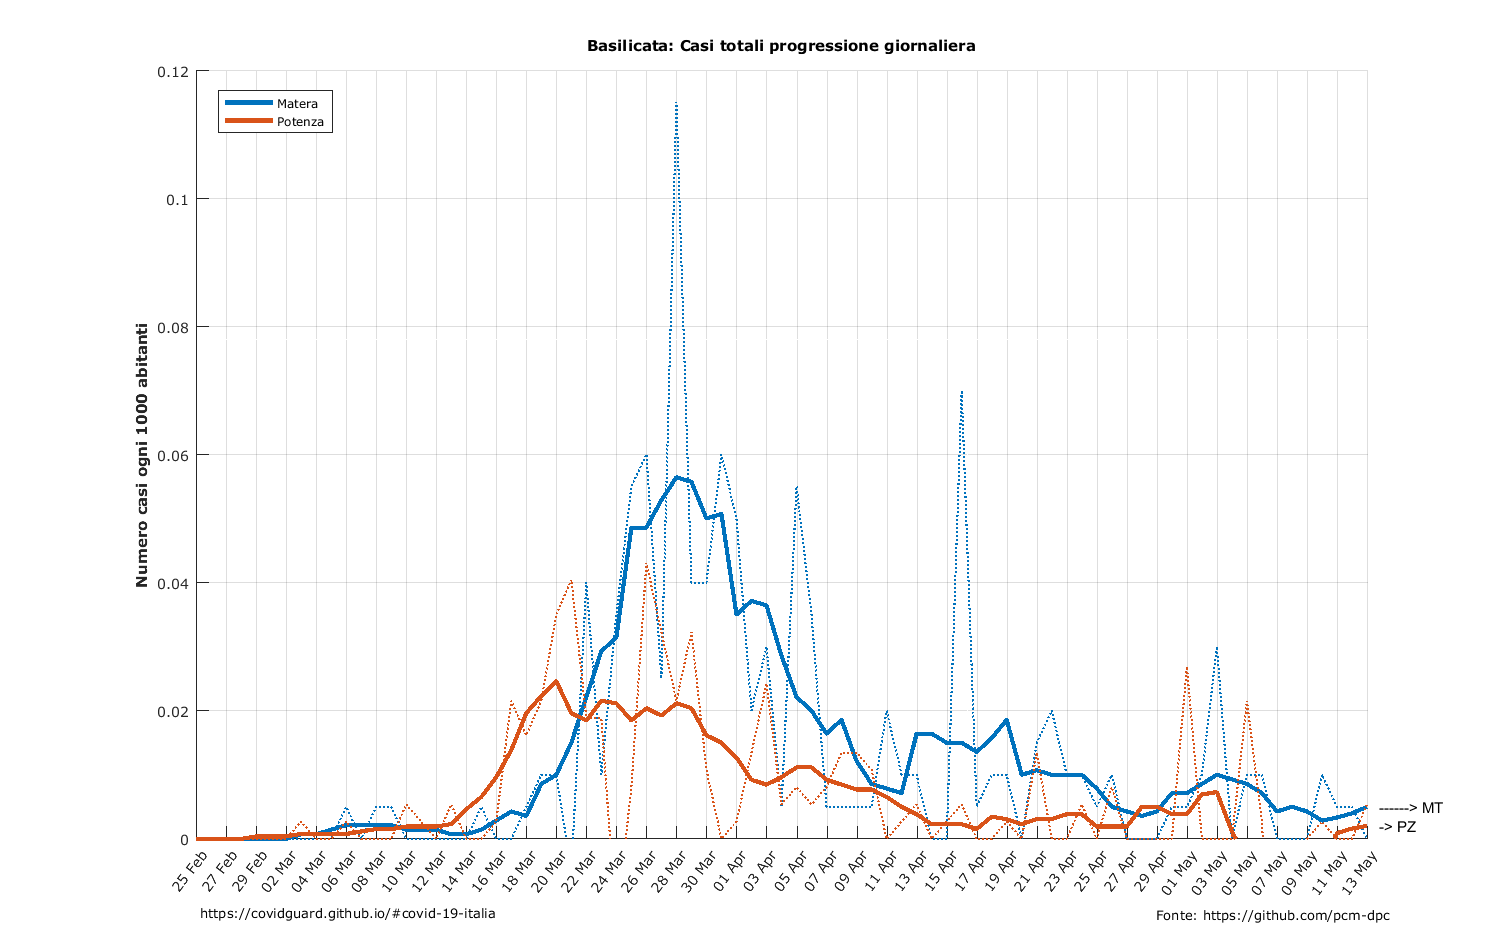 Basilicata: Casi totali progressione giornaliera
Numero casi ogni 1000 abitanti
0.12
0.1
0.08
0.06
0.04
0.02
0
Matera
Potenza
------> MT
-> PZ
25 Feb
27 Feb
29 Feb
02 Mar
04 Mar
06 Mar
08 Mar
10 Mar
12 Mar
14 Mar
16 Mar
18 Mar
20 Mar
22 Mar
24 Mar
26 Mar
28 Mar
30 Mar
01 Apr
03 Apr
05 Apr
07 Apr
09 Apr
11 Apr
13 Apr
15 Apr
17 Apr
19 Apr
21 Apr
23 Apr
25 Apr
27 Apr
29 Apr
01 May
03 May
05 May
07 May
09 May
11 May
13 May
https://covidguard.github.io/#covid-19-italia
Fonte: https://github.com/pcm-dpc